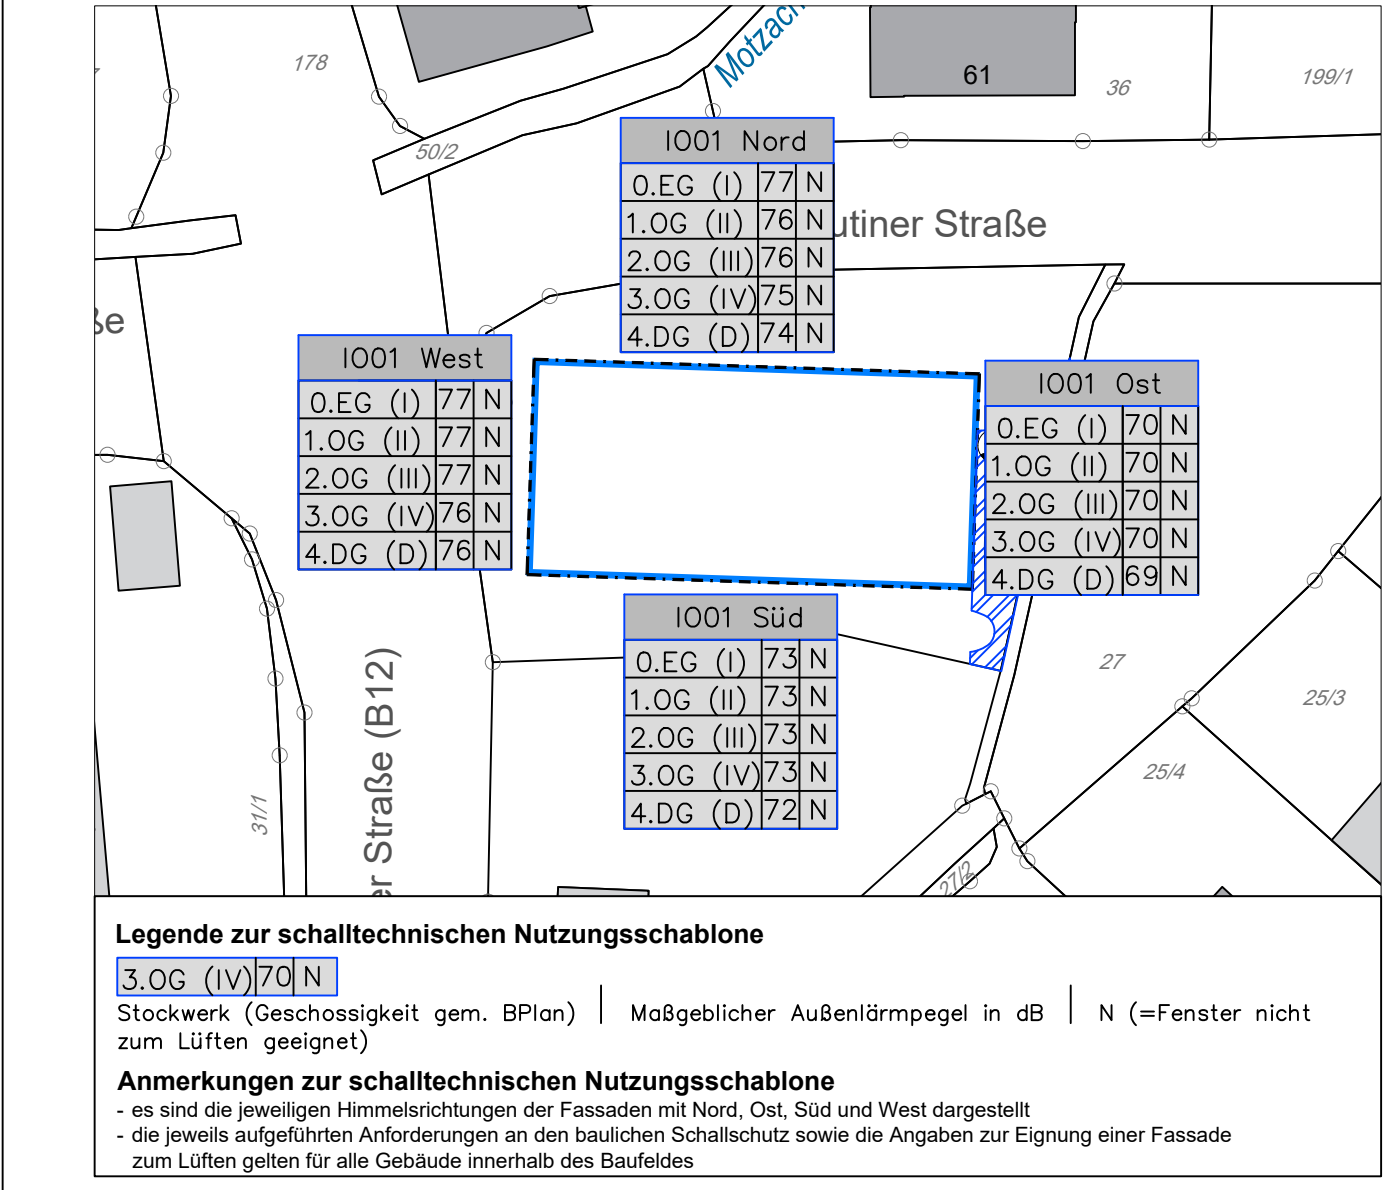 178
Motzach
61
36
199/1
50/2
IO01 Nord
0.EG (I) 77 N
1.OG (II) 76 N
2.OG (III) 76 N
3.OG (IV) 75 N
4.DG (D) 74 N
utiner Straße
ße
IO01 West
0.EG (I) 77 N
1.OG (II) 77 N
2.OG (III) 77 N
3.OG (IV) 76 N
4.DG (D) 76 N
IO01 Ost
0.EG (I) 70 N
1.OG (II) 70 N
2.OG (III) 70 N
3.OG (IV) 70 N
4.DG (D) 69 N
IO01 Süd
0.EG (I) 73 N
1.OG (II) 73 N
2.OG (III) 73 N
3.OG (IV) 73 N
4.DG (D) 72 N
27
25/3
25/4
31/1
er Straße (B12)
27/2
Legende zur schalltechnischen Nutzungsschablone
3.OG (IV) 70 N
Stockwerk (Geschossigkeit gem. BPlan) | Maßgeblicher Außenlärmpegel in dB | N (=Fenster nicht
zum Lüften geeignet)
Anmerkungen zur schalltechnischen Nutzungsschablone
- es sind die jeweiligen Himmelsrichtungen der Fassaden mit Nord, Ost, Süd und West dargestellt
- die jeweils aufgeführten Anforderungen an den baulichen Schallschutz sowie die Angaben zur Eignung einer Fassade
zum Lüften gelten für alle Gebäude innerhalb des Baufeldes